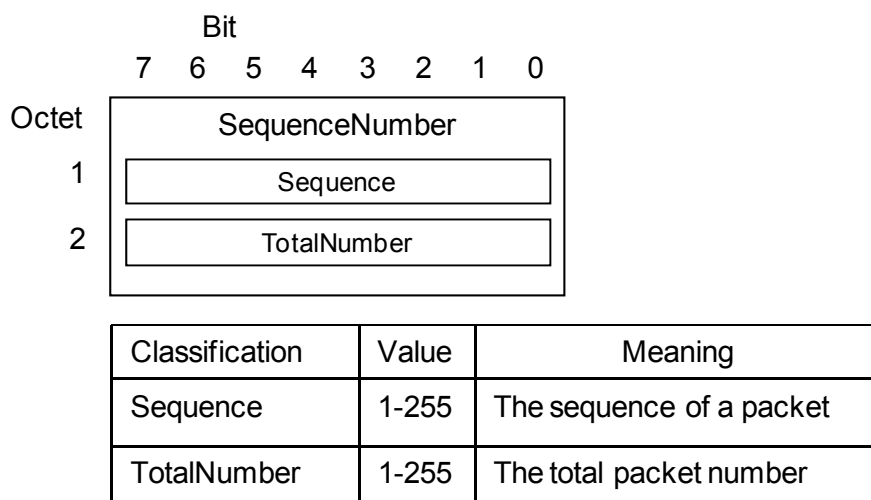 Bit
7 6 5 4 3 2 1 0
Octet SequenceNumber
1 Sequence
2 TotalNumber
Classification Value Meaning
Sequence 1-255 The sequence of a packet
TotalNumber 1-255 The total packet number